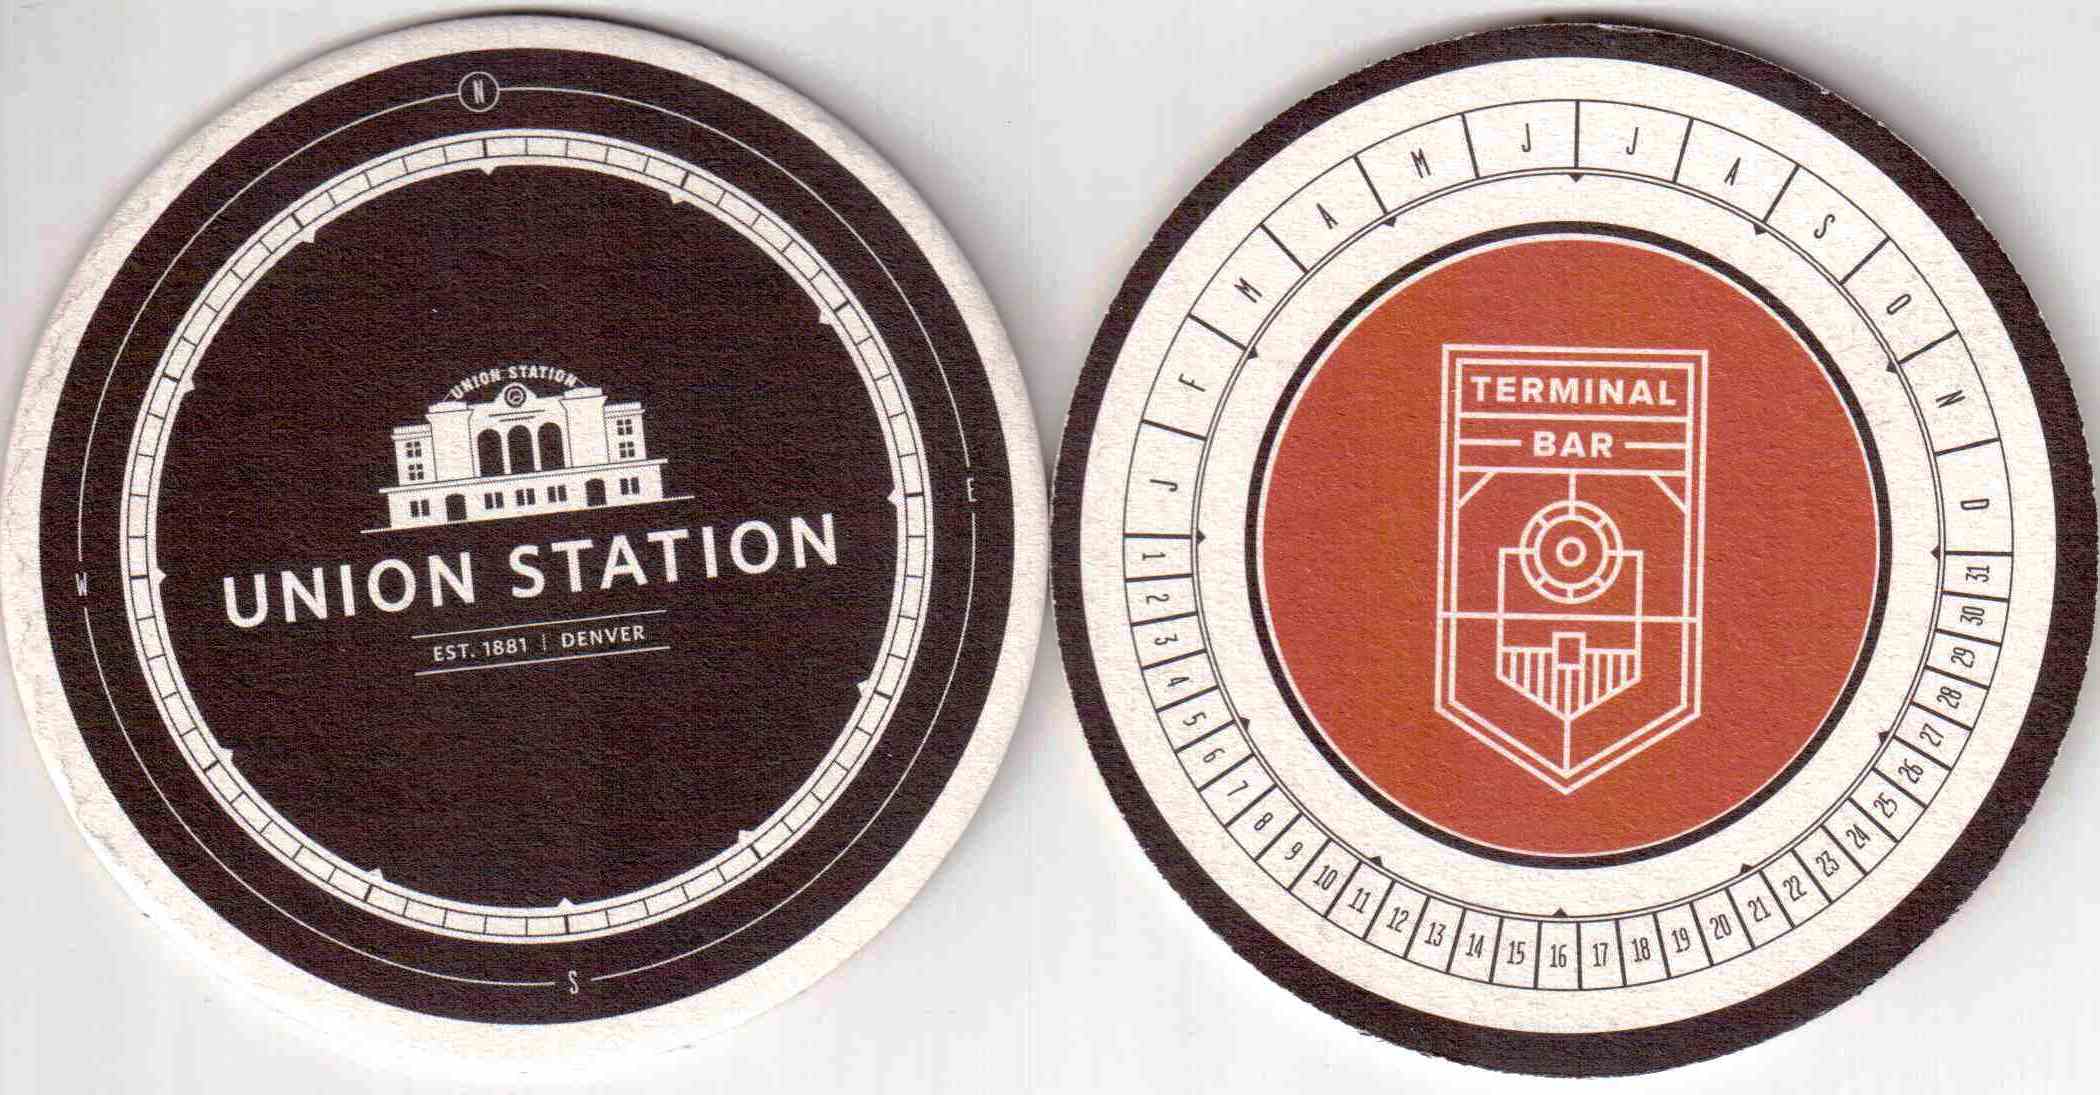 N
UNION STATION
E
W
UNION STATION
EST. 1881 | DENVER
S
J F M A M J J A S O N D
TERMINAL
BAR
1 2 3 4 5 6 7 8 9 10 11 12 13 14 15 16 17 18 19 20 21 22 23 24 25 26 27 28 29 30 31